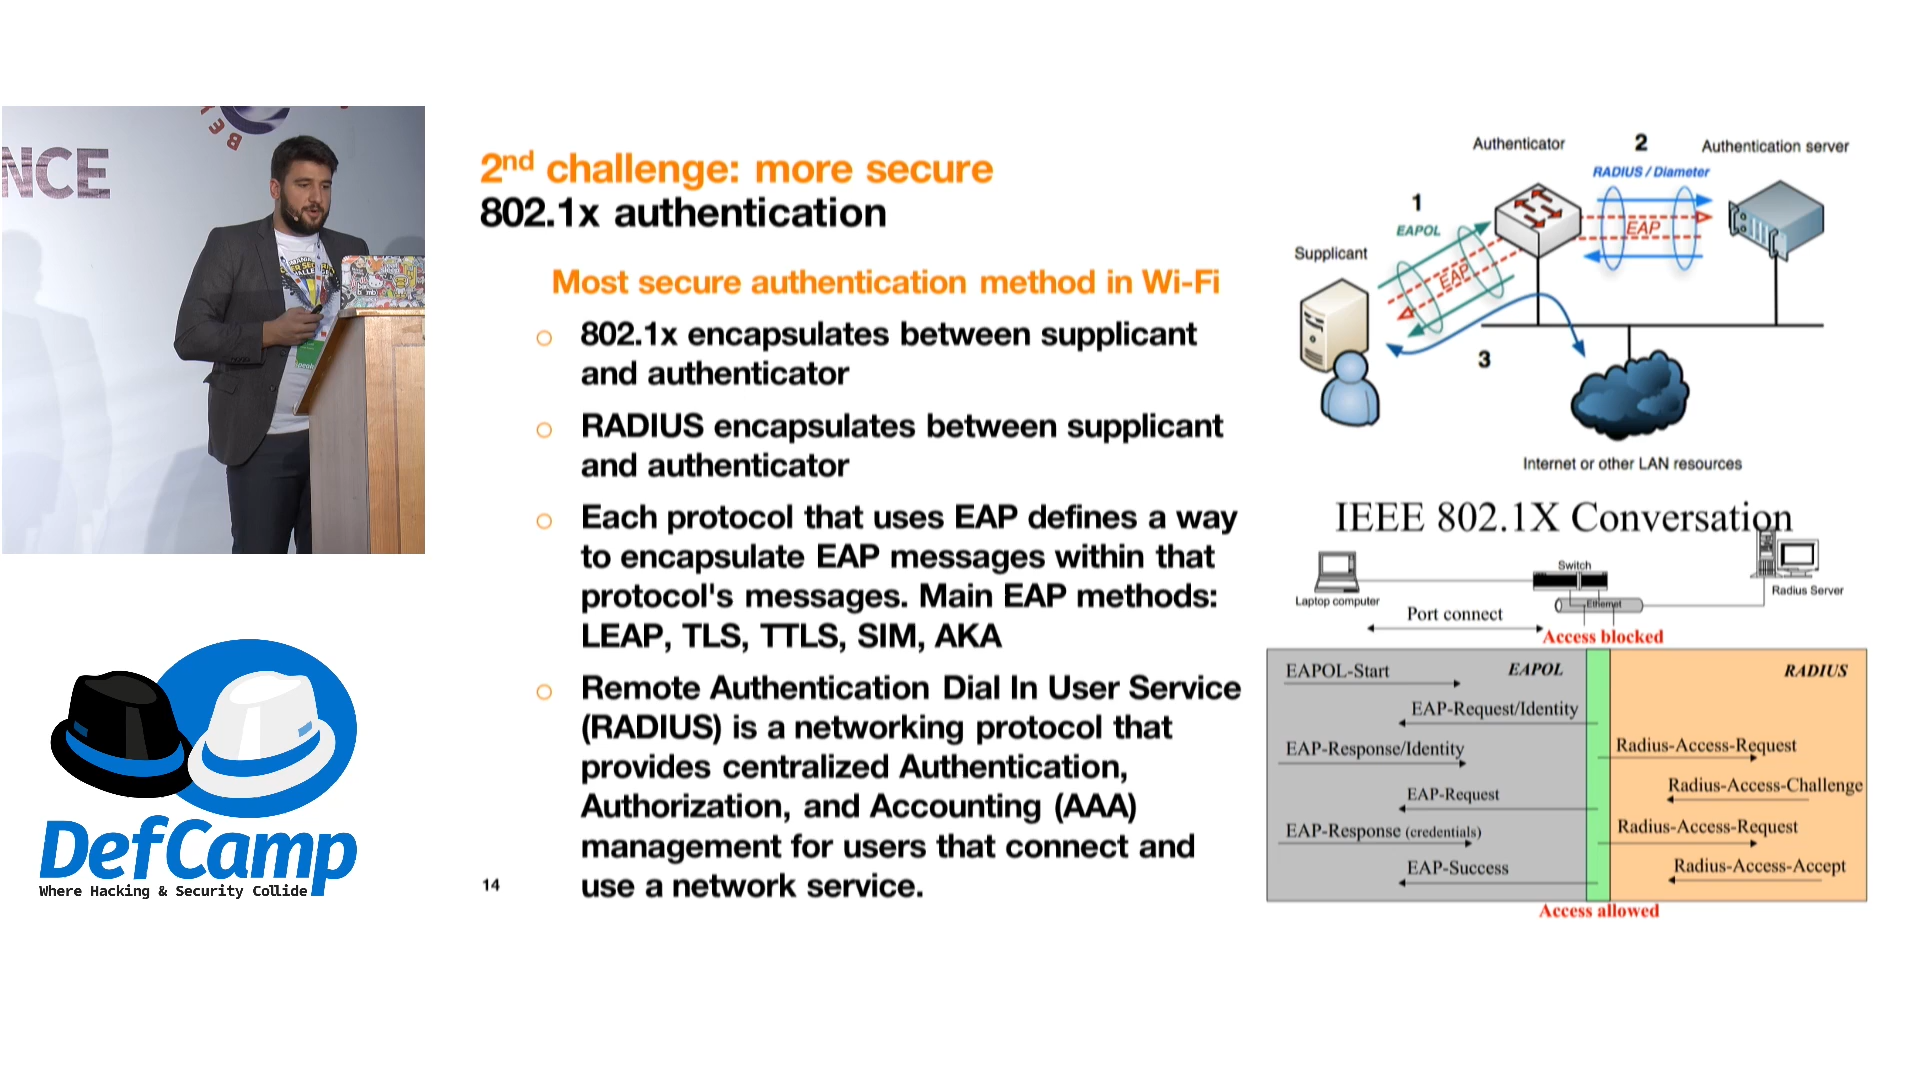 NCE
BE
2nd challenge: more secure
802.1x authentication
Most secure authentication method in Wi-Fi
802.1x encapsulates between supplicant
and authenticator
RADIUS encapsulates between supplicant
and authenticator
Each protocol that uses EAP defines a way
to encapsulate EAP messages within that
protocol's messages. Main EAP methods:
LEAP, TLS, TTLS, SIM, AKA
Remote Authentication Dial In User Service
(RADIUS) is a networking protocol that
provides centralized Authentication,
Authorization, and Accounting (AAA)
management for users that connect and
use a network service.
14
DefCamp
Where Hacking & Security Collide
Authenticator
2
Authentication server
RADIUS / Diameter
1
EAPOL
EAP
EAP
Supplicant
3
Internet or other LAN resources
IEEE 802.1X Conversation
Switch
Laptop computer
Ethernet
Radius Server
Port connect
Access blocked
EAPOL-Start
EAPOL
RADIUS
EAP-Request/Identity
EAP-Response/Identity
Radius-Access-Request
Radius-Access-Challenge
EAP-Request
EAP-Response (credentials)
Radius-Access-Request
EAP-Success
Radius-Access-Accept
Access allowed